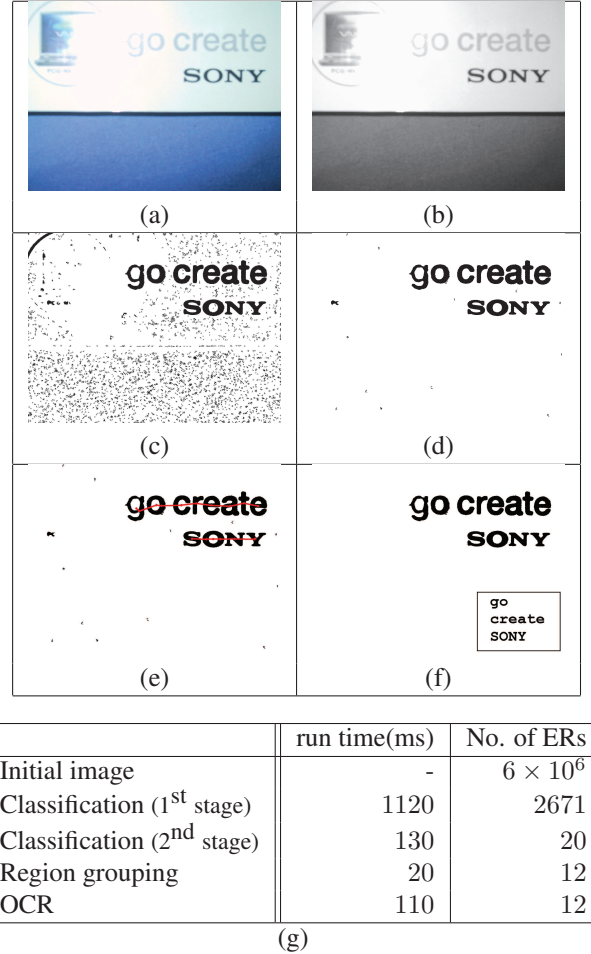 go create
SONY
(a)
go create
SONY
(b)
go create
SONY
(c)
go create
SONY
(d)
go create
SONY
(e)
go create
SONY
go
create
SONY
(f)
run time(ms) No. of ERs
Initial image - 6 × 10⁶
Classification (1st stage) 1120 2671
Classification (2nd stage) 130 20
Region grouping 20 12
OCR 110 12
(g)